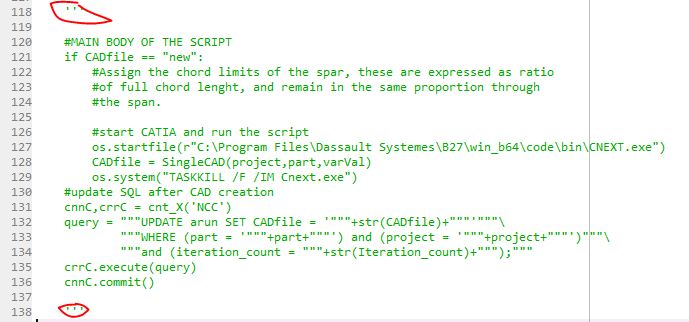 118 '''
119
120 #MAIN BODY OF THE SCRIPT
121 if CADfile == "new":
122 #Assign the chord limits of the spar, these are expressed as ratio
123 #of full chord lenght, and remain in the same proportion through
124 #the span.
125
126 #start CATIA and run the script
127 os.startfile(r"C:\Program Files\Dassault Systemes\B27\win_b64\code\bin\CNEXT.exe")
128 CADfile = SingleCAD(project,part,varVal)
129 os.system("TASKKILL /F /IM Cnext.exe")
130 #update SQL after CAD creation
131 cnnC,crrC = cnt_X('NCC')
132 query = """UPDATE arun SET CADfile = '"""+str(CADfile)+"""'"""\
133 """WHERE (part = '"""+part+"""') and (project = '"""+project+"""')"""\
134 """and (iteration_count = """+str(Iteration_count)+""");"""
135 crrC.execute(query)
136 cnnC.commit()
137
138 '''